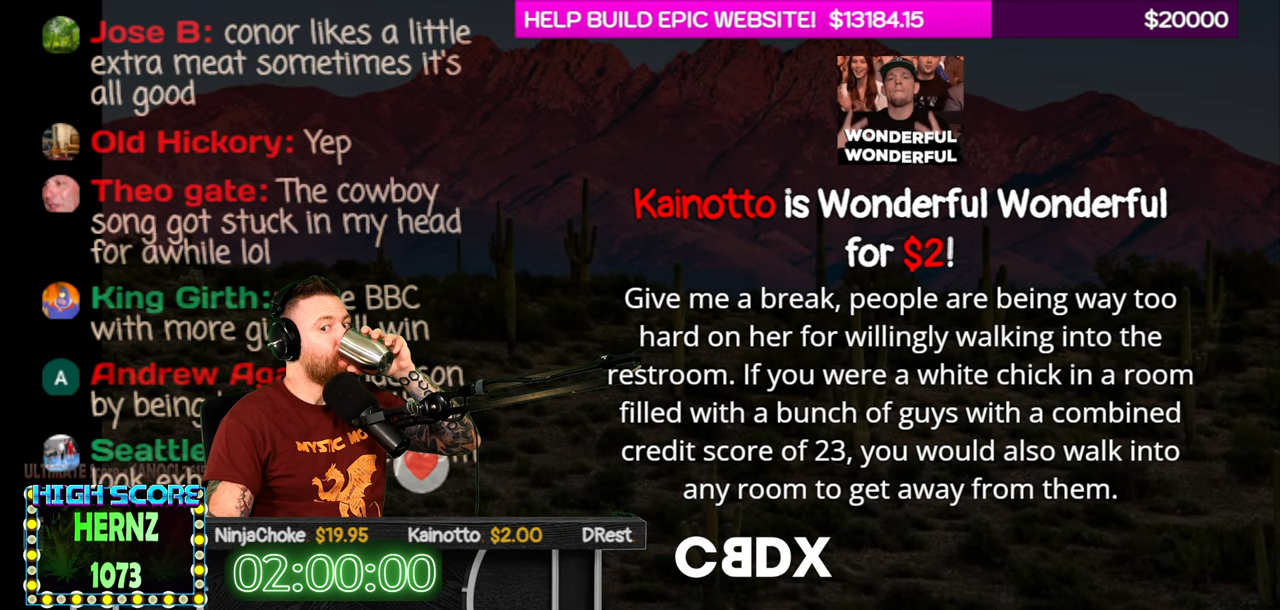 HELP BUILD EPIC WEBSITE! $13184.15 $20000
Jose B: conor likes a little
extra meat sometimes it's
all good
Old Hickory: Yep
Theo gate: The cowboy
song got stuck in my head
for awhile lol
King Girth: BBC
with more win
Andrew
by being
Seattle
look
WONDERFUL
WONDERFUL
Kainotto is Wonderful Wonderful
for $2!
Give me a break, people are being way too
hard on her for willingly walking into the
restroom. If you were a white chick in a room
filled with a bunch of guys with a combined
credit score of 23, you would also walk into
any room to get away from them.
MYSTIC
HIGH SCORE
HERNZ
1073
NinjaChoke $19.95 Kainotto $2.00 DRest
02:00:00
CBDX